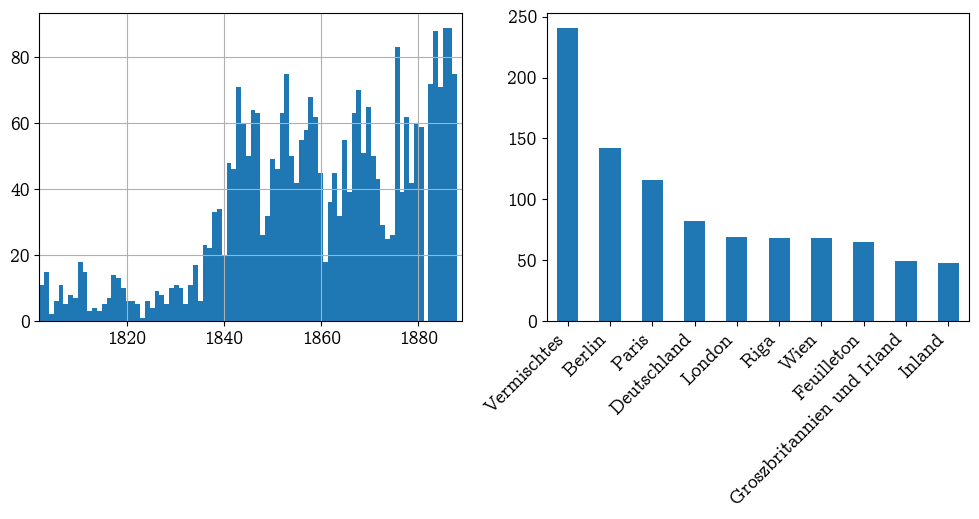 80
60
40
20
0
1820 1840 1860 1880
250
200
150
100
50
0
Vermischtes
Berlin
Paris
Deutschland
London
Riga
Wien
Feuilleton
Groszbritannien und Irland
Inland